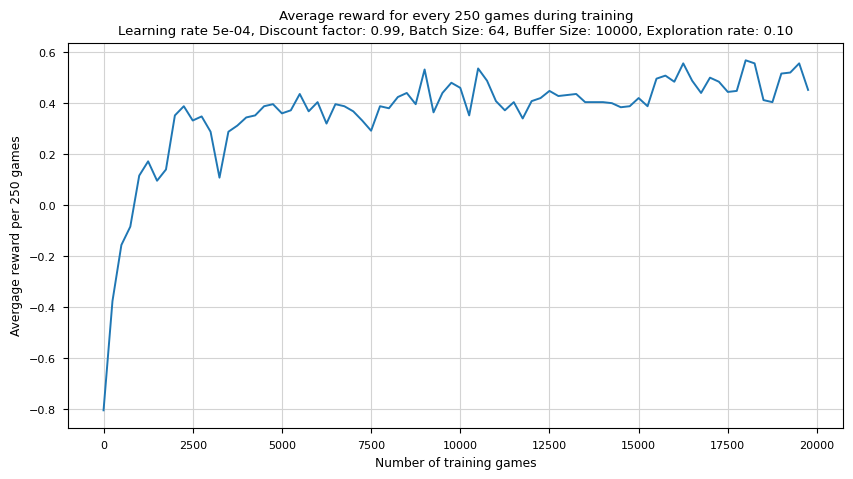 Average reward for every 250 games during training
Learning rate 5e-04, Discount factor: 0.99, Batch Size: 64, Buffer Size: 10000, Exploration rate: 0.10
Avergage reward per 250 games
0.6
0.4
0.2
0.0
−0.2
−0.4
−0.6
−0.8
0 2500 5000 7500 10000 12500 15000 17500 20000
Number of training games